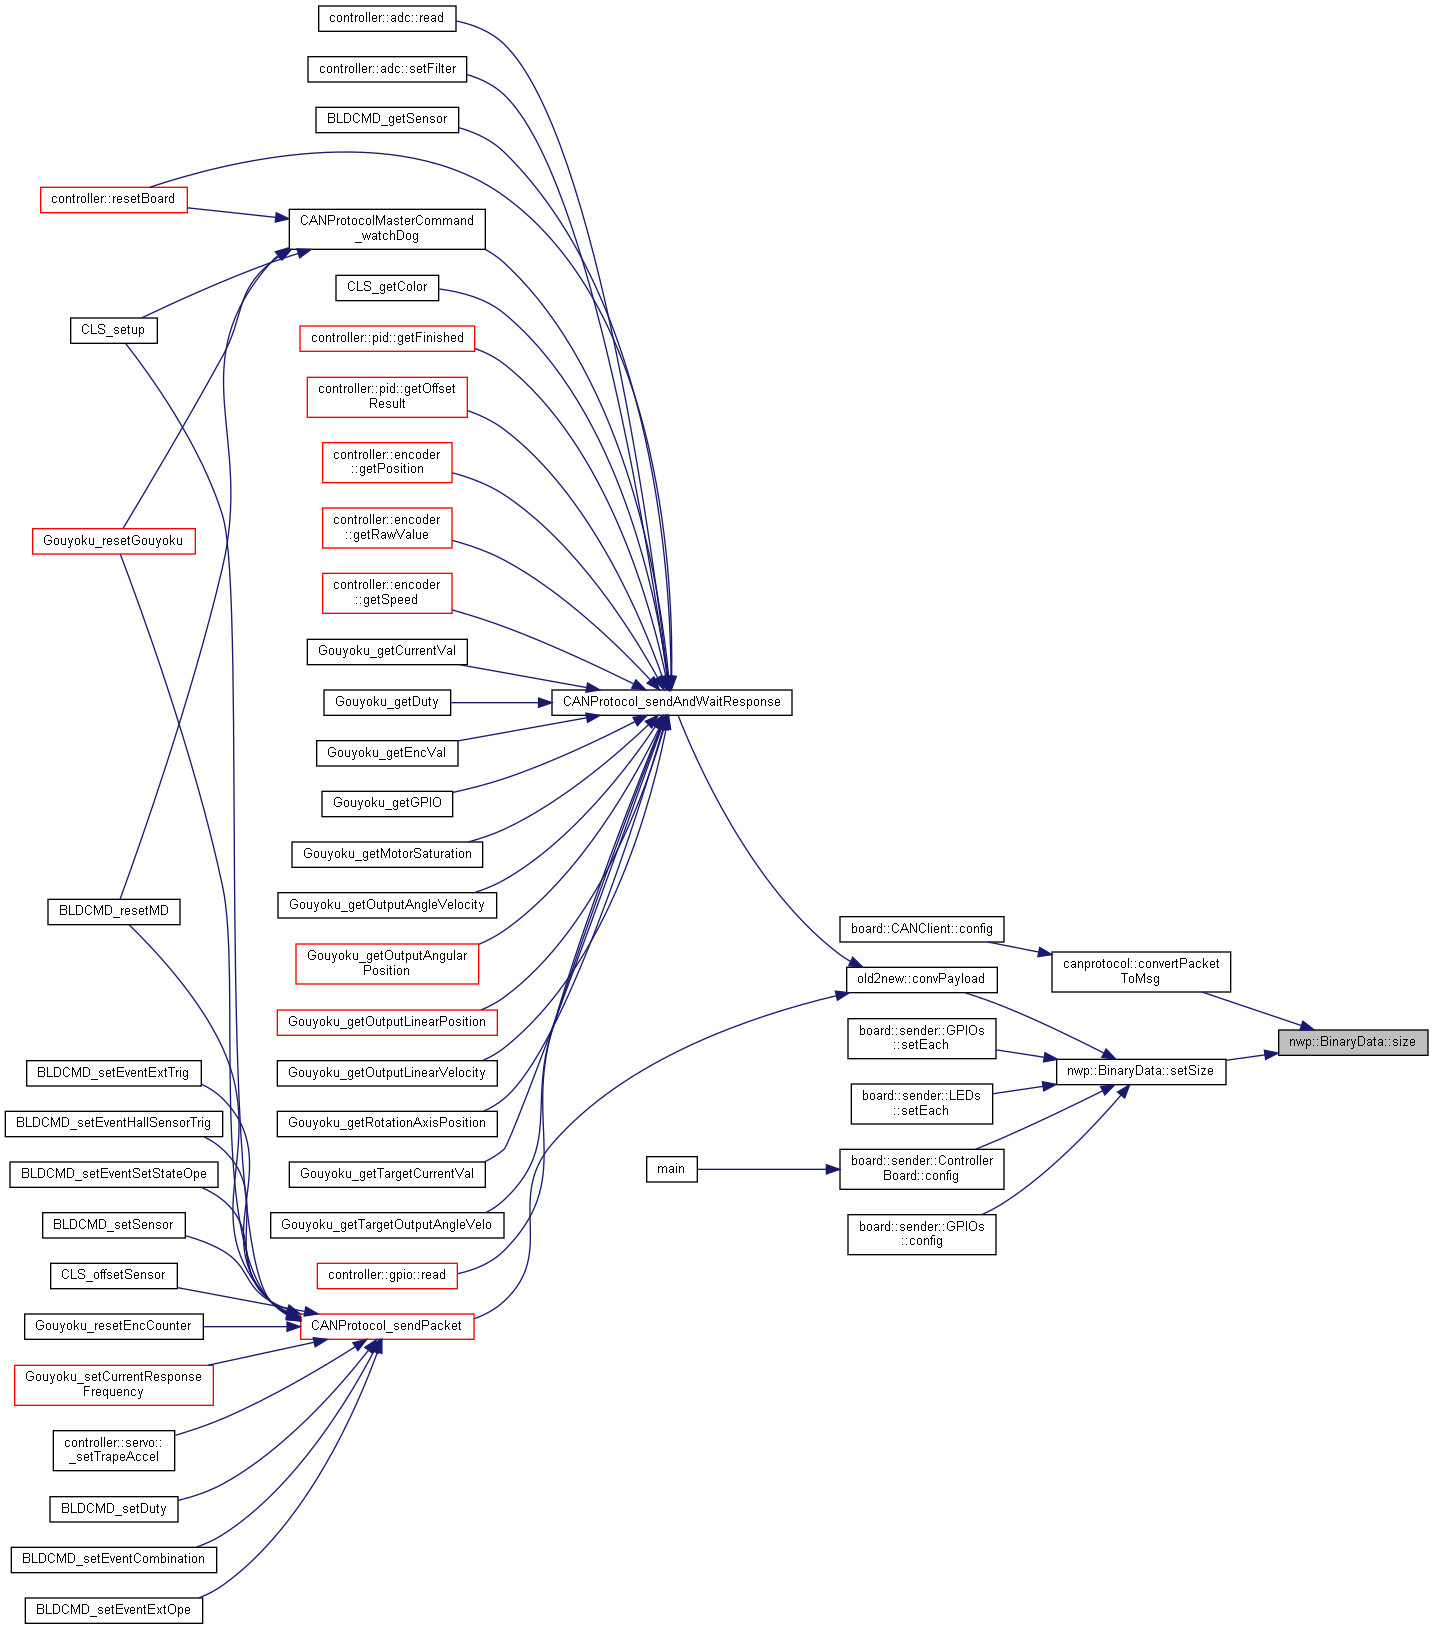 controller::adc::read
controller::adc::setFilter
BLDCMD_getSensor
controller::resetBoard
CANProtocolMasterCommand
_watchDog
CLS_getColor
CLS_setup
controller::pid::getFinished
controller::pid::getOffset
Result
controller::encoder
::getPosition
controller::encoder
::getRawValue
Gouyoku_resetGouyoku
controller::encoder
::getSpeed
Gouyoku_getCurrentVal
Gouyoku_getDuty
CANProtocol_sendAndWaitResponse
Gouyoku_getEncVal
Gouyoku_getGPIO
Gouyoku_getMotorSaturation
Gouyoku_getOutputAngleVelocity
BLDCMD_resetMD
board::CANClient::config
Gouyoku_getOutputAngular
Position
old2new::convPayload
canprotocol::convertPacket
ToMsg
Gouyoku_getOutputLinearPosition
board::sender::GPIOs
::setEach
nwp::BinaryData::size
BLDCMD_setEventExtTrig
Gouyoku_getOutputLinearVelocity
nwp::BinaryData::setSize
board::sender::LEDs
::setEach
BLDCMD_setEventHallSensorTrig
Gouyoku_getRotationAxisPosition
BLDCMD_setEventSetStateOpe
Gouyoku_getTargetCurrentVal
main
board::sender::Controller
Board::config
BLDCMD_setSensor
Gouyoku_getTargetOutputAngleVelo
board::sender::GPIOs
::config
CLS_offsetSensor
controller::gpio::read
Gouyoku_resetEncCounter
CANProtocol_sendPacket
Gouyoku_setCurrentResponse
Frequency
controller::servo::
_setTrapeAccel
BLDCMD_setDuty
BLDCMD_setEventCombination
BLDCMD_setEventExtOpe